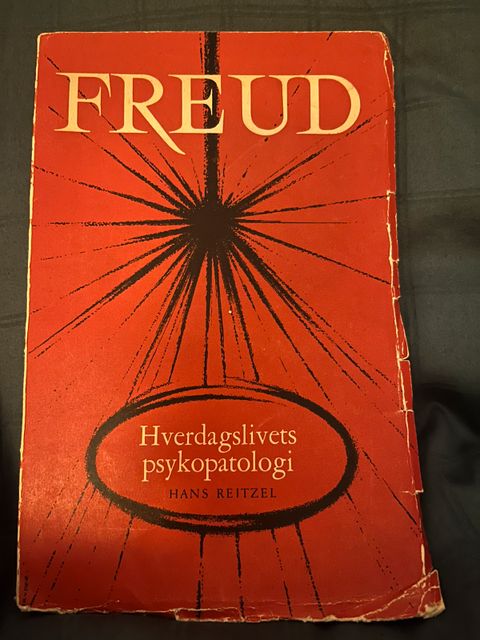 FREUD
Hverdagslivets
psykopatologi
HANS REITZEL